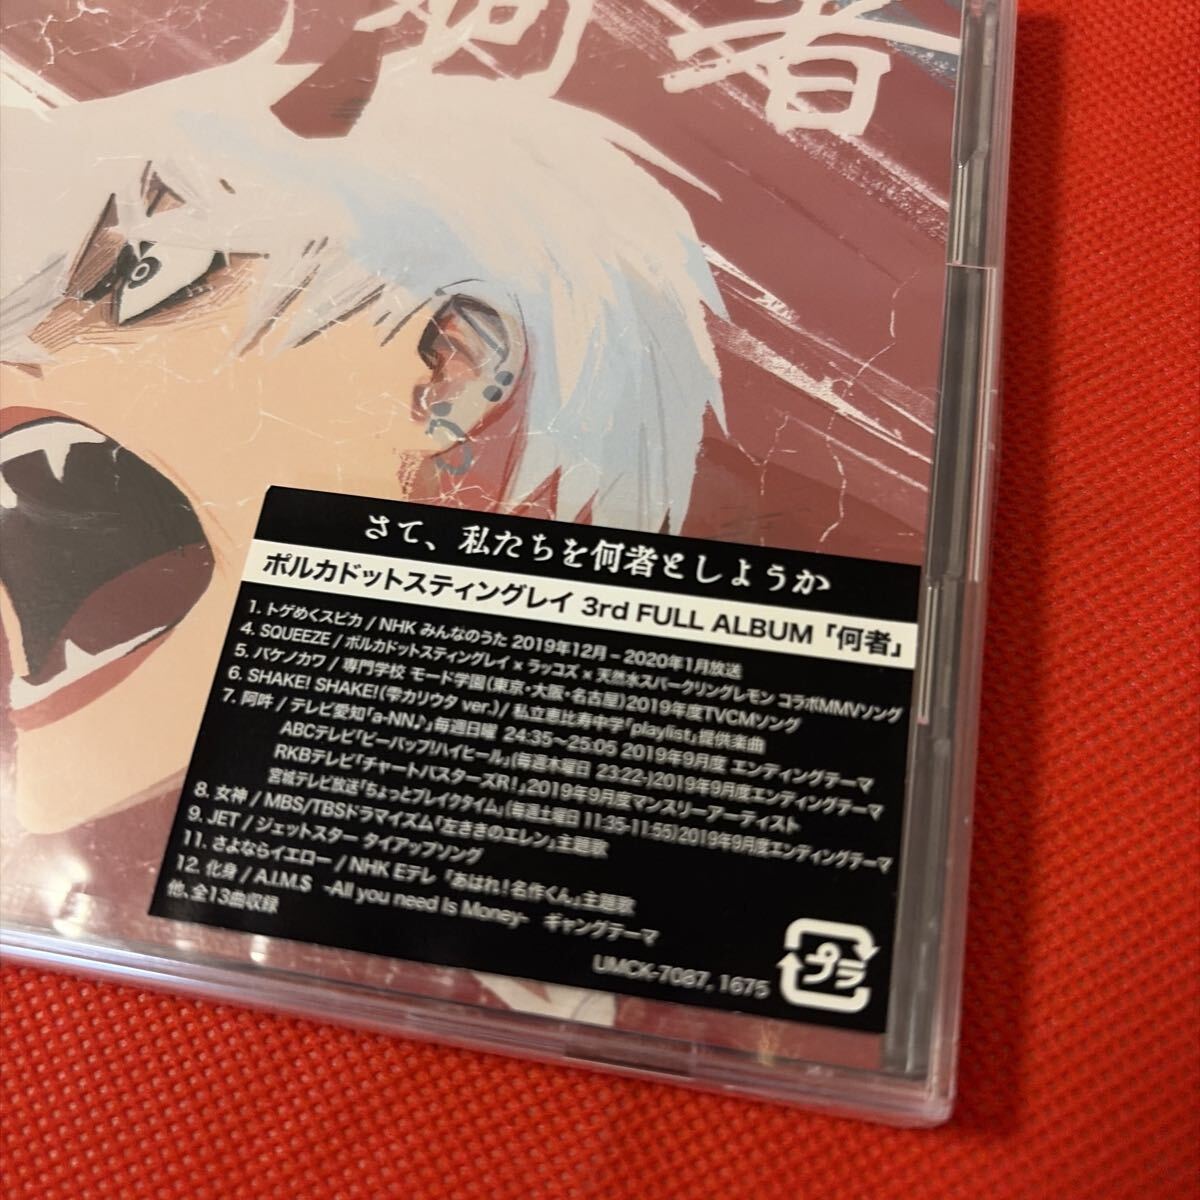 何者
さて、私たちを何者としようか
ポルカドットスティングレイ 3rd FULL ALBUM「何者」
1. トゲめくスピカ / NHK みんなのうた 2019年12月 – 2020年1月放送
4. SQUEEZE / ポルカドットスティングレイ × ラッコズ × 天然水スパークリングレモン コラボMMVソング
5. バケノカワ / 専門学校 モード学園(東京・大阪・名古屋)2019年度TVCMソング
6. SHAKE! SHAKE!(雫カリウタ ver.) / 私立恵比寿中学「playlist」提供楽曲
7. 阿吽 / テレビ愛知「a-NN♪」毎週日曜 24:35～25:05 2019年9月度 エンディングテーマ
ABCテレビ「ビーバップ!ハイヒール」(毎週木曜日 23:22-)2019年9月度エンディングテーマ
RKBテレビ「チャートバスターズR!」2019年9月度マンスリーアーティスト
宮城テレビ放送「ちょっとブレイクタイム」(毎週土曜日 11:35-11:55)2019年9月度エンディングテーマ
8. 女神 / MBS/TBSドラマイズム「左ききのエレン」主題歌
9. JET / ジェットスター タイアップソング
11. さよならイエロー / NHK Eテレ 「あはれ!名作くん」主題歌
12. 化身 / A.I.M.$ -All you need Is Money- ギャングテーマ
他、全13曲収録
UMCK-7087, 1675
プラ